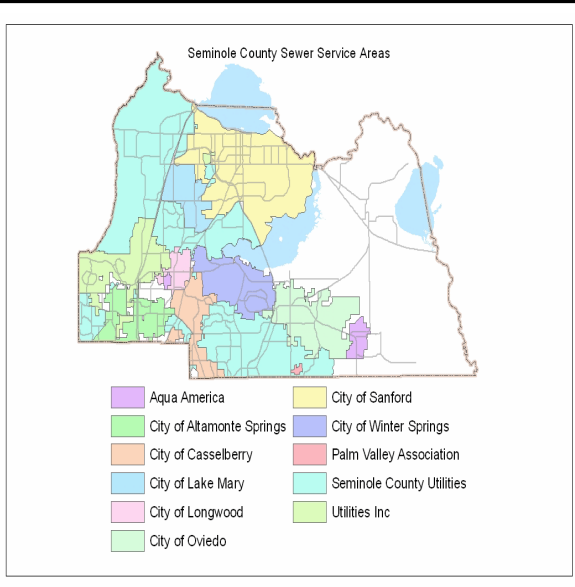 Seminole County Sewer Service Areas
Aqua America
City of Altamonte Springs
City of Casselberry
City of Lake Mary
City of Longwood
City of Oviedo
City of Sanford
City of Winter Springs
Palm Valley Association
Seminole County Utilities
Utilities Inc